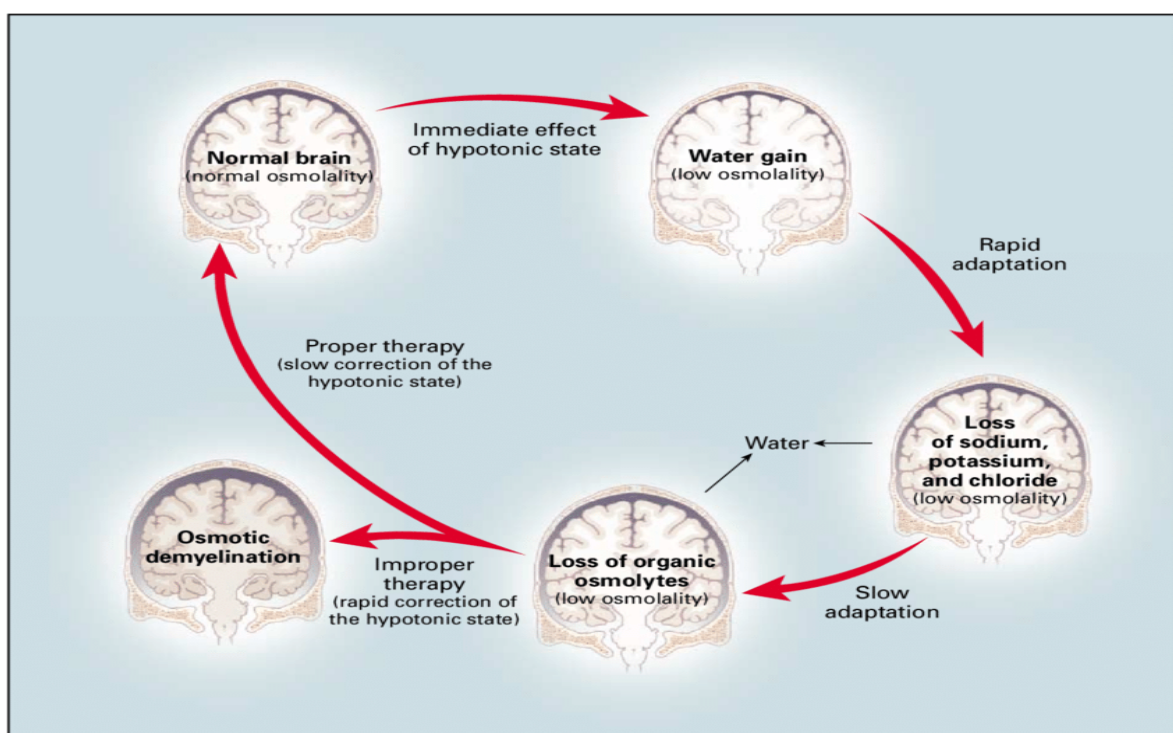 Normal brain
(normal osmolality)
Immediate effect
of hypotonic state
Water gain
(low osmolality)
Rapid
adaptation
Loss
of sodium,
potassium,
and chloride
(low osmolality)
Water
Slow
adaptation
Loss of organic
osmolytes
(low osmolality)
Proper therapy
(slow correction of the
hypotonic state)
Improper
therapy
(rapid correction of
the hypotonic state)
Osmotic
demyelination